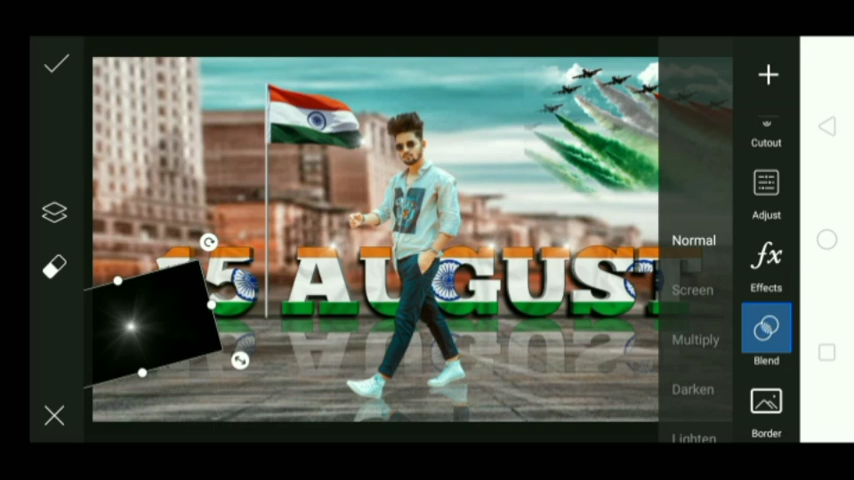 Cutout
Adjust
fx
Effects
Normal
Screen
Blend
Multiply
Darken
Border
Lighten
15 AUGUST
M